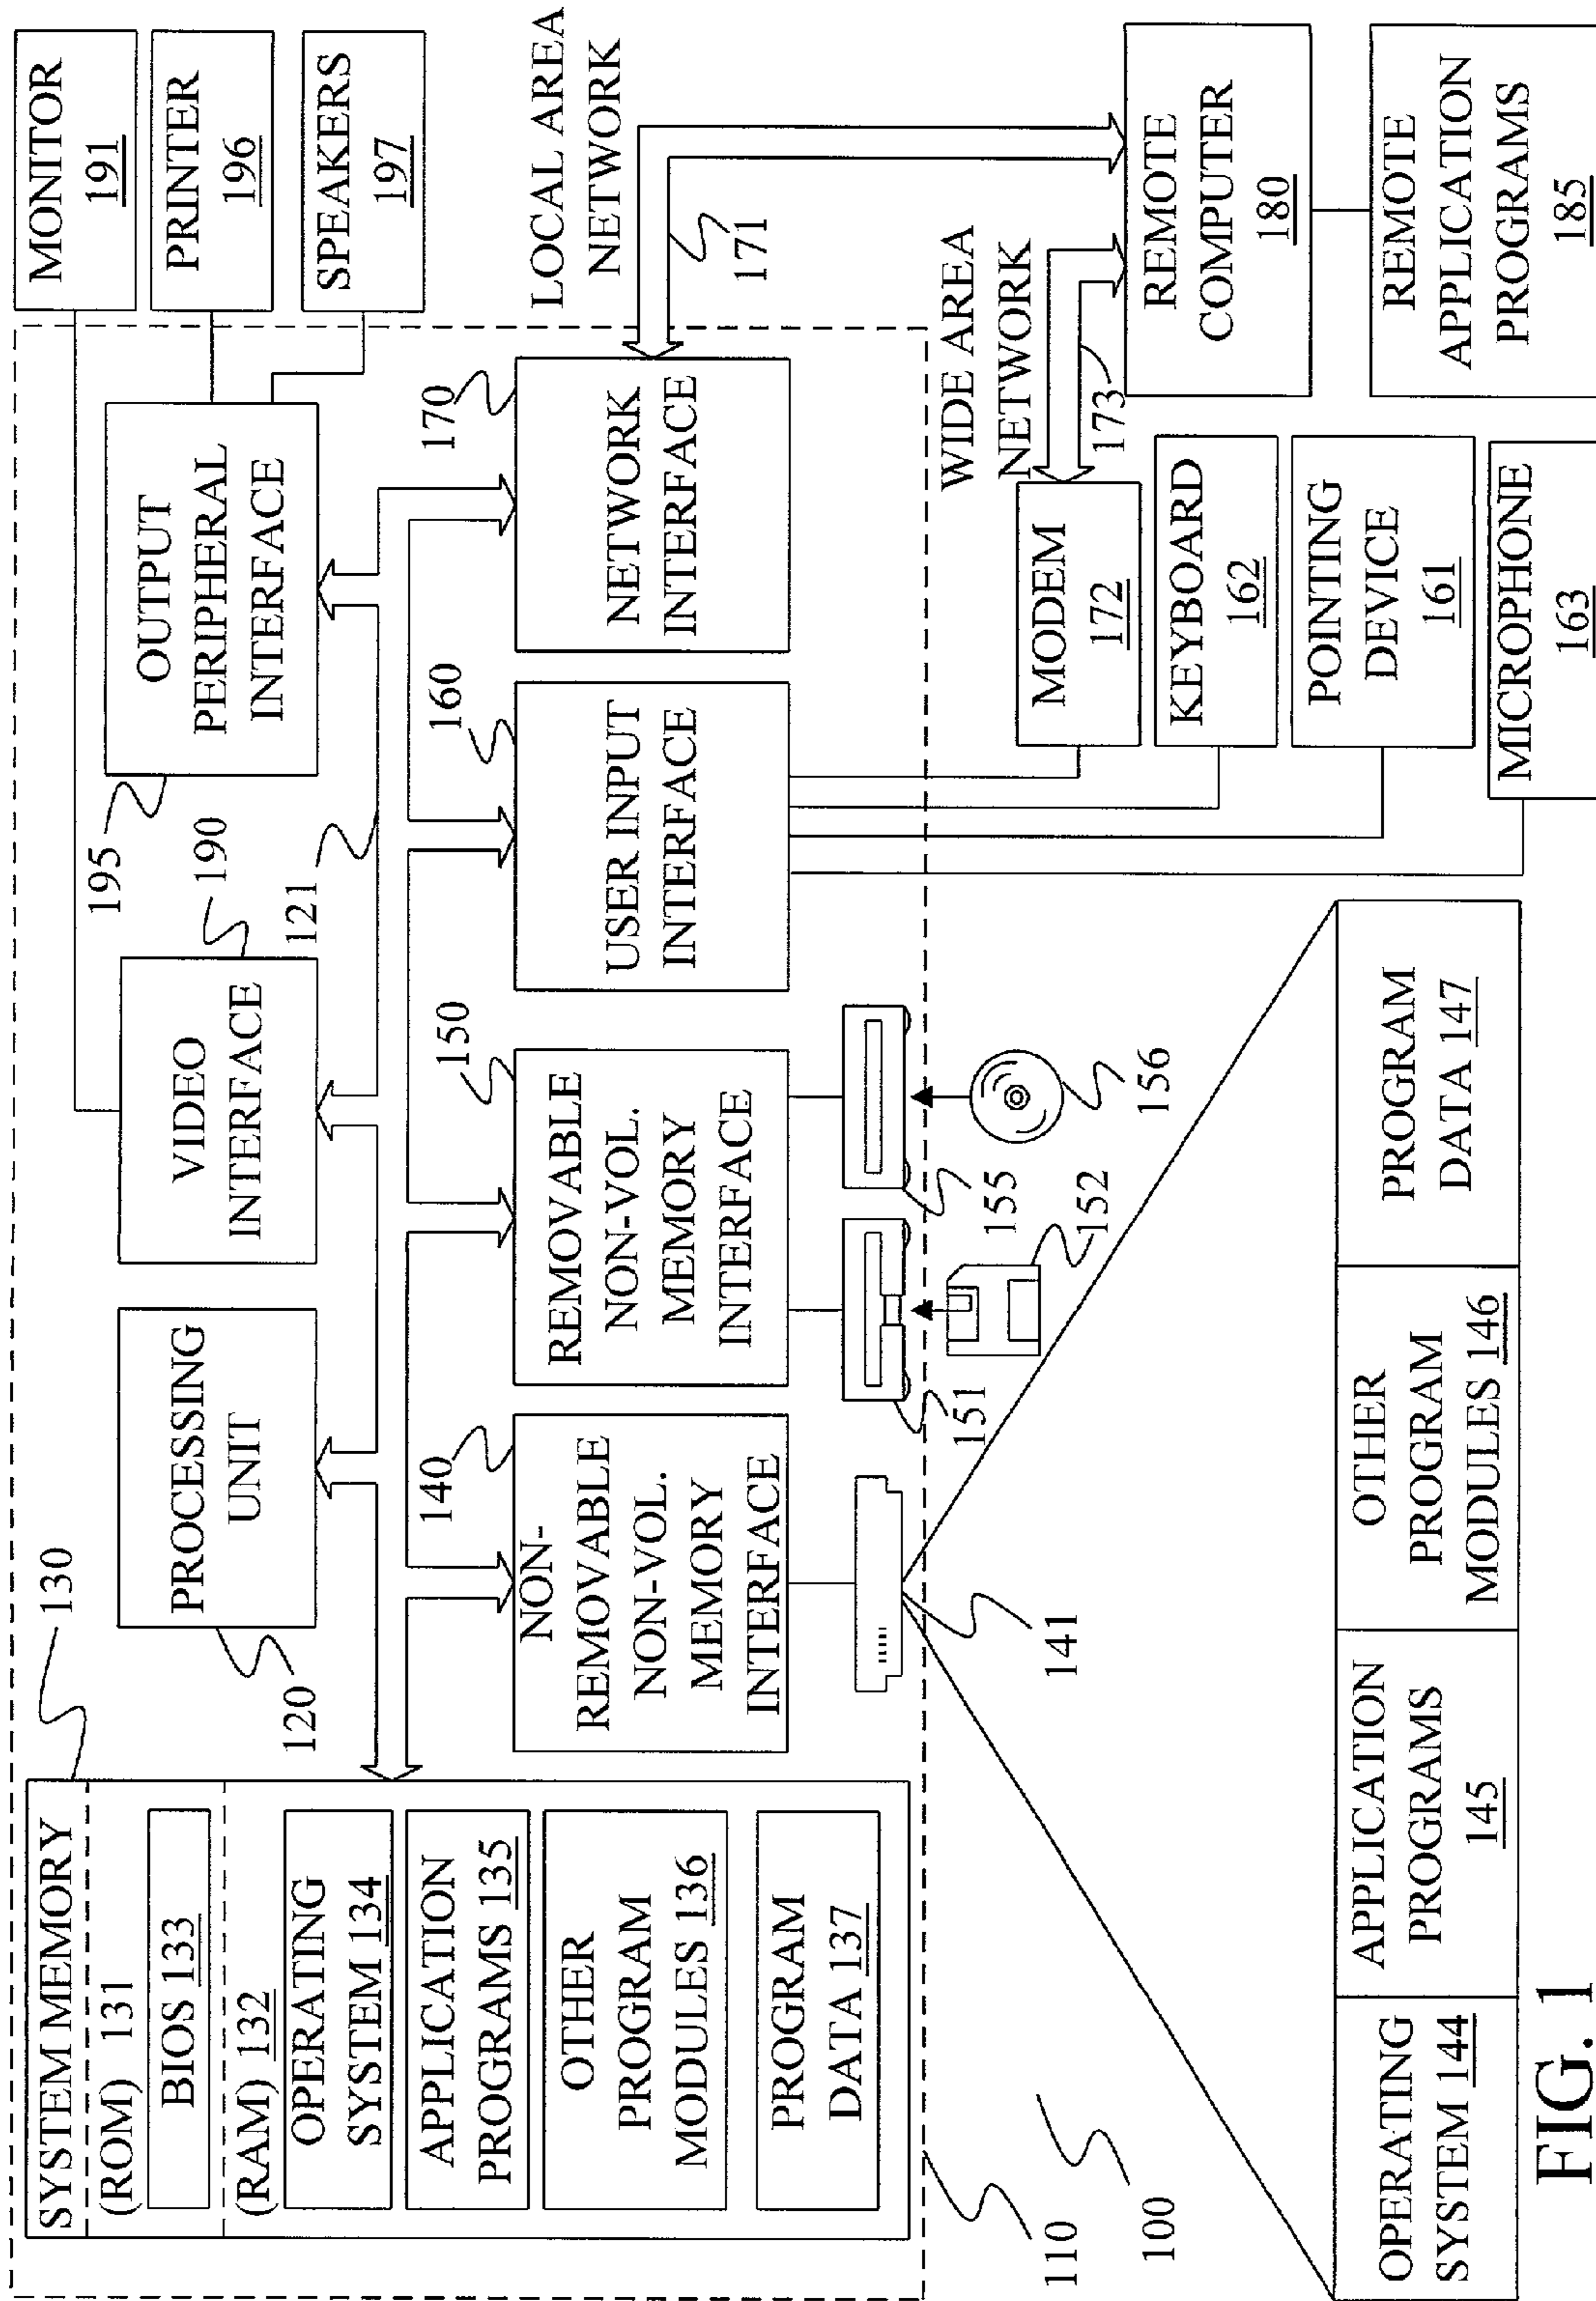 SYSTEM MEMORY
(ROM) 131
BIOS 133
(RAM) 132
OPERATING
SYSTEM 134
APPLICATION
PROGRAMS 135
OTHER
PROGRAM
MODULES 136
PROGRAM
DATA 137
130
120
PROCESSING
UNIT
VIDEO
INTERFACE
190
195
121
OUTPUT
PERIPHERAL
INTERFACE
MONITOR
191
PRINTER
196
SPEAKERS
197
140
NON-
REMOVABLE
NON-VOL.
MEMORY
INTERFACE
150
REMOVABLE
NON-VOL.
MEMORY
INTERFACE
160
USER INPUT
INTERFACE
170
NETWORK
INTERFACE
LOCAL AREA
NETWORK
171
141
151
152
155
156
WIDE AREA
NETWORK
173
MODEM
172
KEYBOARD
162
POINTING
DEVICE
161
MICROPHONE
163
REMOTE
COMPUTER
180
REMOTE
APPLICATION
PROGRAMS
185
110
100
OPERATING
SYSTEM 144
APPLICATION
PROGRAMS
145
OTHER
PROGRAM
MODULES 146
PROGRAM
DATA 147
FIG. 1